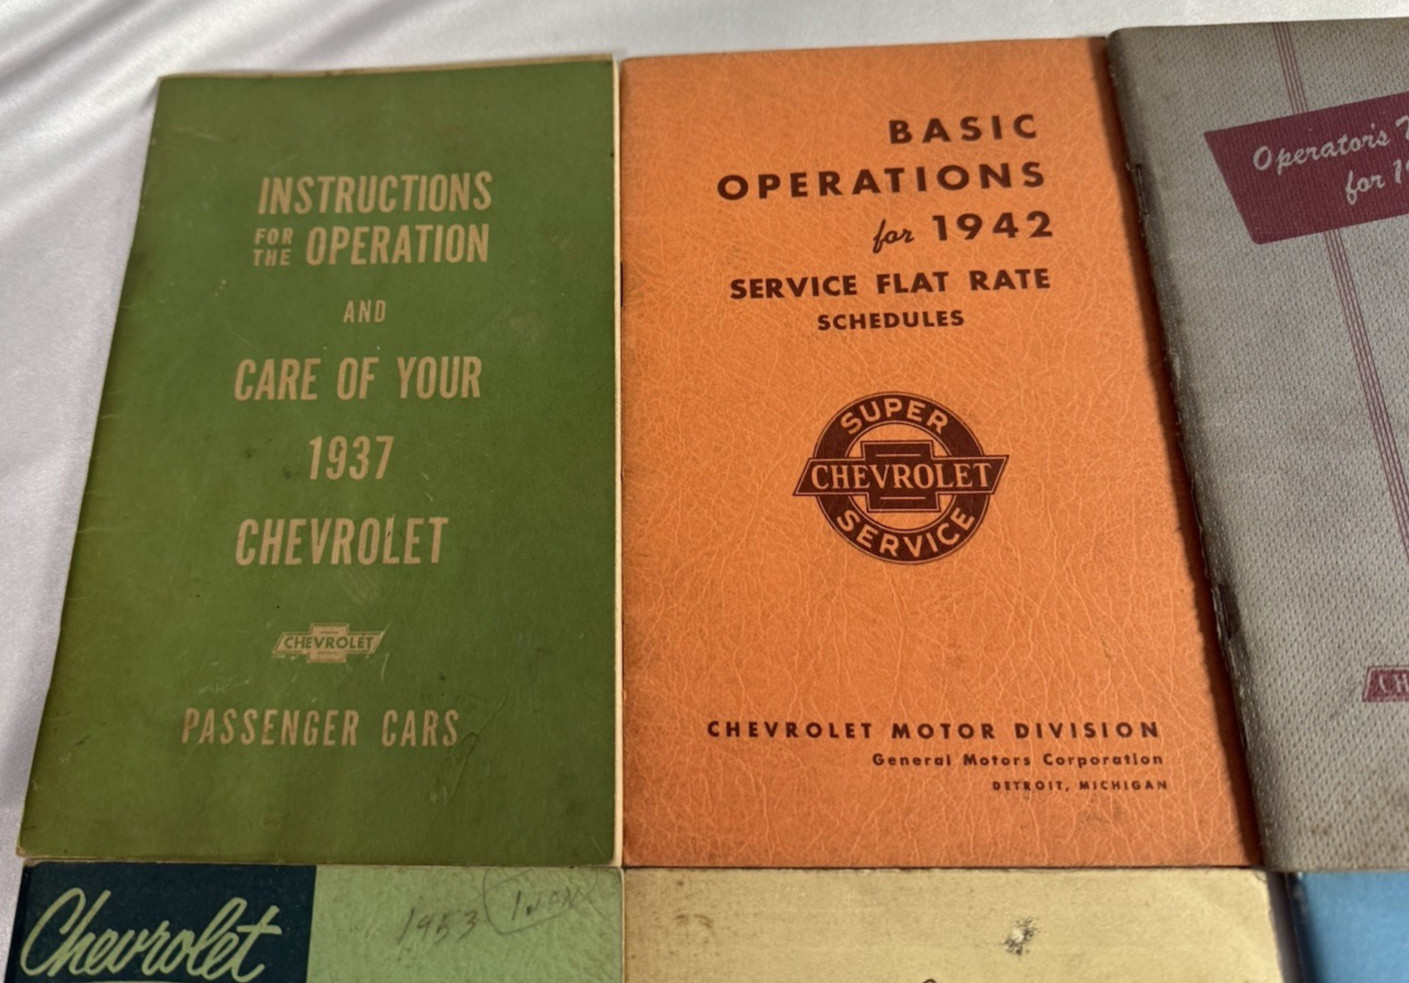 INSTRUCTIONS
FOR THE OPERATION
AND
CARE OF YOUR
1937
CHEVROLET
CHEVROLET
PASSENGER CARS
BASIC
OPERATIONS
for 1942
SERVICE FLAT RATE
SCHEDULES
SUPER
CHEVROLET
SERVICE
CHEVROLET MOTOR DIVISION
General Motors Corporation
DETROIT, MICHIGAN
Operator's
for
Chevrolet
1953